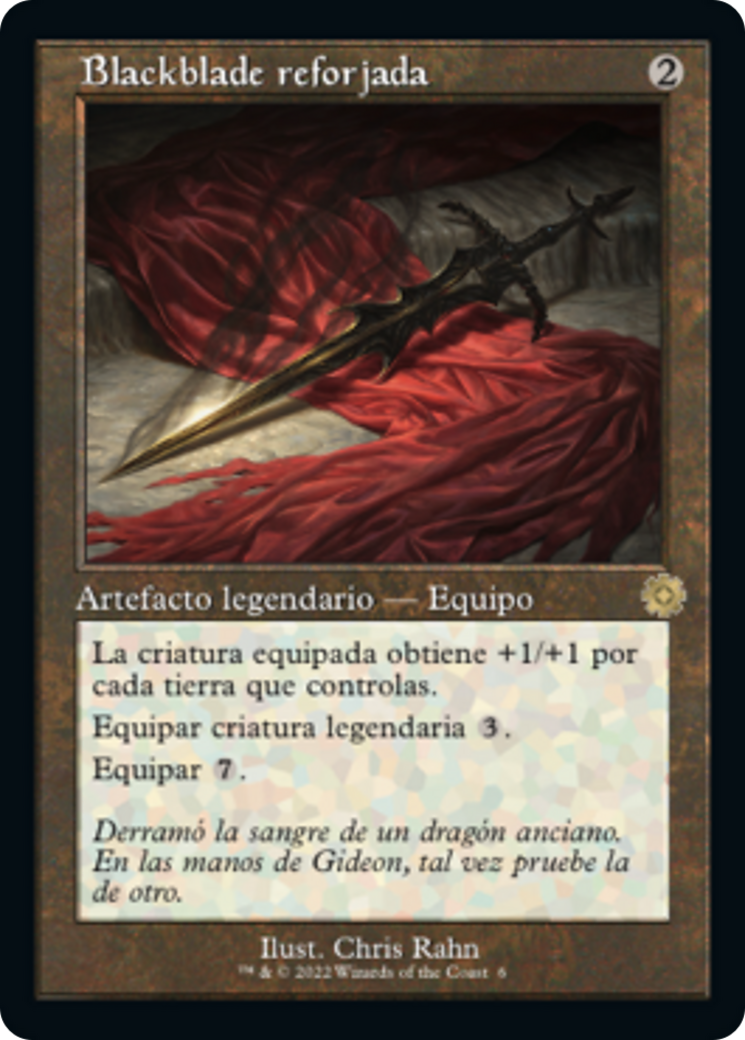 Blackblade reforjada 2
Artefacto legendario — Equipo
La criatura equipada obtiene +1/+1 por
cada tierra que controlas.
Equipar criatura legendaria 3.
Equipar 7.
Derramó la sangre de un dragón anciano.
En las manos de Gideon, tal vez pruebe la
de otro.
Ilust. Chris Rahn
™ & © 2022 Wizards of the Coast 6